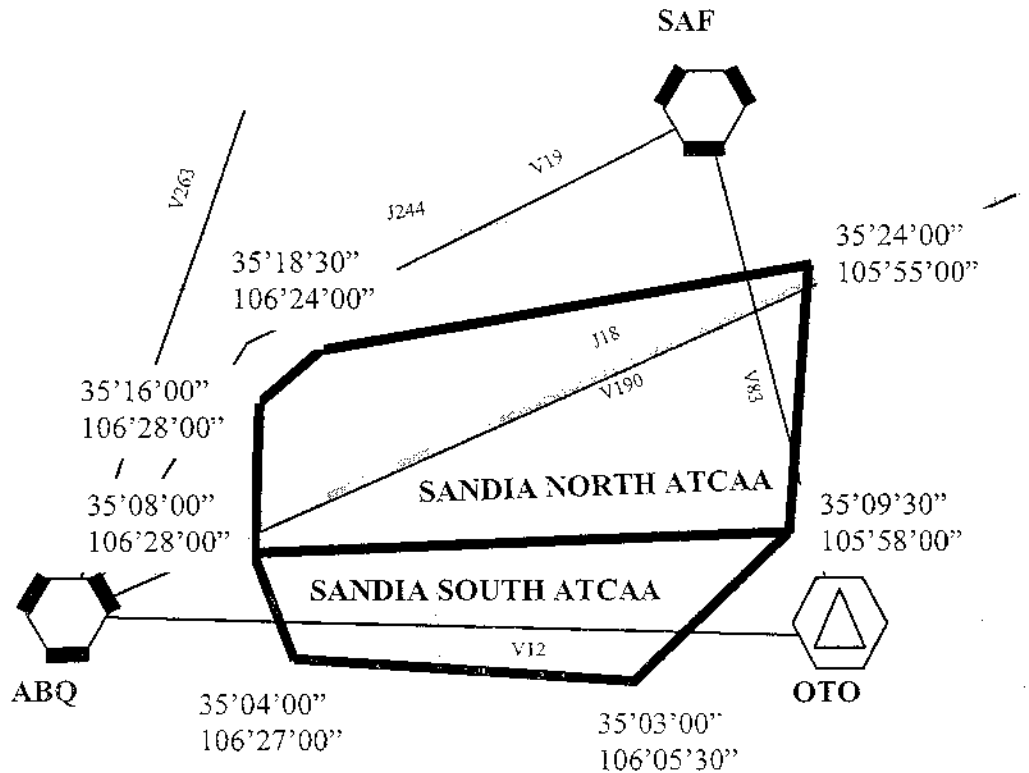 SAF
V263
V19
J244
35'18'30”
106'24'00”
35'24'00”
105'55'00”
J18
V190
V83
35'16'00”
106'28'00”
SANDIA NORTH ATCAA
35'08'00”
106'28'00”
35'09'30”
105'58'00”
SANDIA SOUTH ATCAA
V12
ABQ
OTO
35'04'00”
106'27'00”
35'03'00”
106'05'30”